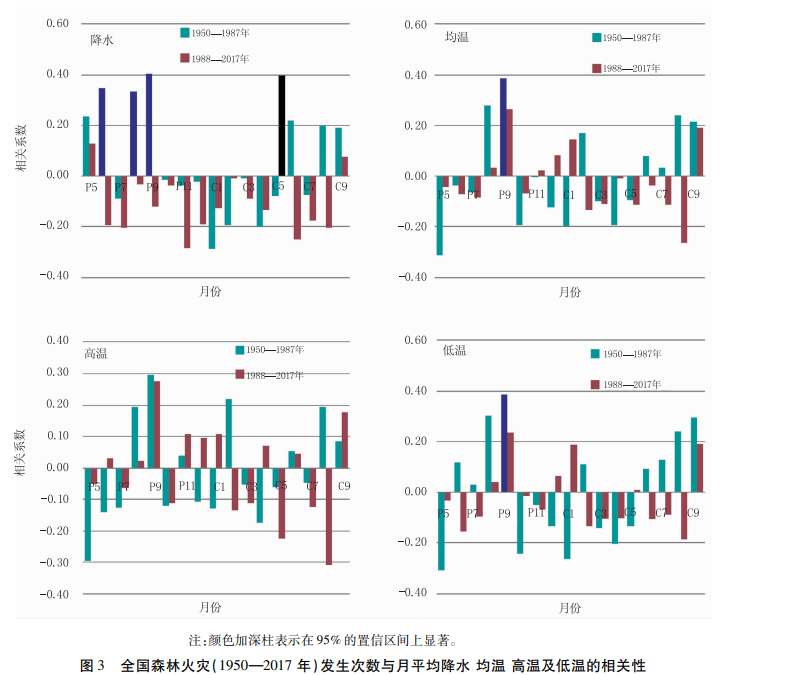 0.60
降水
1950—1987年
1988—2017年
0.40
0.20
0.00
-0.20
-0.40
相关系数
P5 P7 P9 P11 C1 C3 C5 C7 C9
月份
0.60
均温
1950—1987年
1988—2017年
0.40
0.20
0.00
-0.20
-0.40
P5 P7 P9 P11 C1 C3 C5 C7 C9
月份
0.40
高温
1950—1987年
1988—2017年
0.30
0.20
0.10
0.00
-0.10
-0.20
-0.30
-0.40
相关系数
P5 P7 P9 P11 C1 C3 C5 C7 C9
月份
0.60
低温
1950—1987年
1988—2017年
0.40
0.20
0.00
-0.20
-0.40
P5 P7 P9 P11 C1 C3 C5 C7 C9
月份
注:颜色加深柱表示在95%的置信区间上显著。
图3 全国森林火灾(1950—2017年)发生次数与月平均降水 均温 高温及低温的相关性